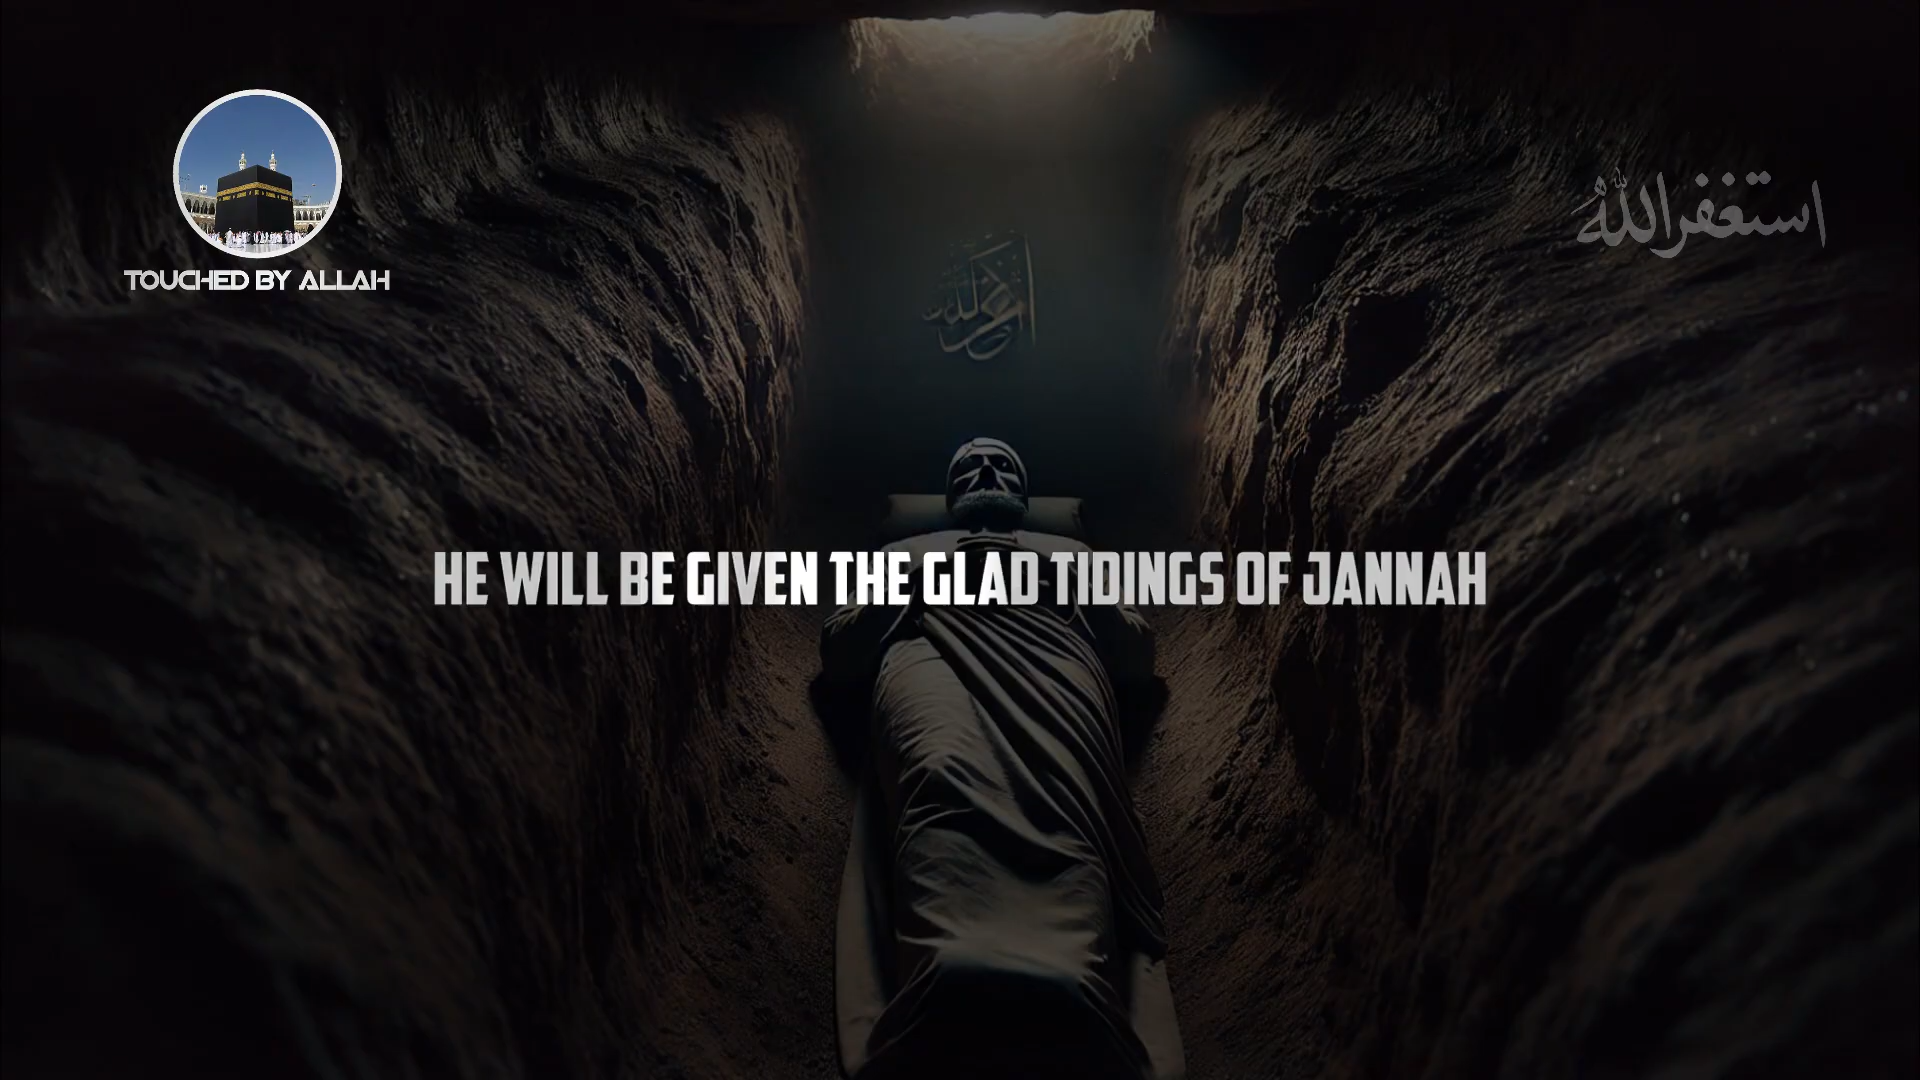 استغفرالله
TOUCHED BY ALLAH
HE WILL BE GIVEN THE GLAD TIDINGS OF JANNAH